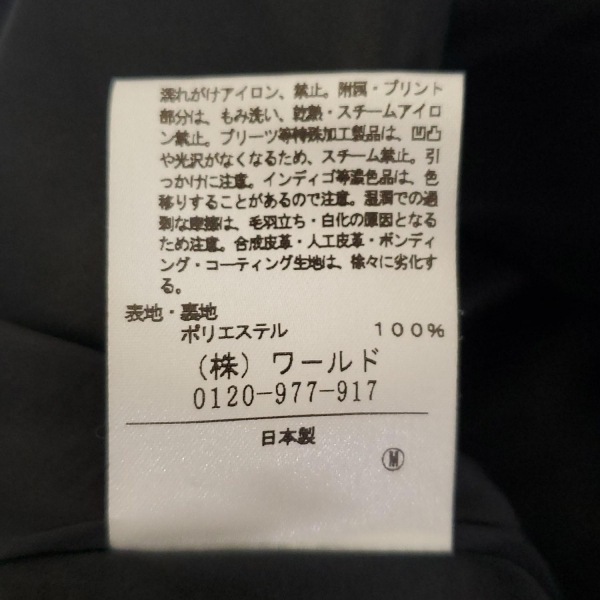 濡れがけアイロン、禁止。附属・プリント
部分は、もみ洗い、乾熱・スチームアイロ
ン禁止。プリーツ等特殊加工製品は、凹凸
や光沢がなくなるため、スチーム禁止。引
っかけに注意。インディゴ等濃色品は、色
移りすることがあるので注意。湿潤での過
剰な摩擦は、毛羽立ち・白化の原因となる
ため注意。合成皮革・人工皮革・ボンディ
ング・コーティング生地は、徐々に劣化す
る。
表地・裏地
ポリエステル 100%
(株) ワールド
0120-977-917
日本製
M